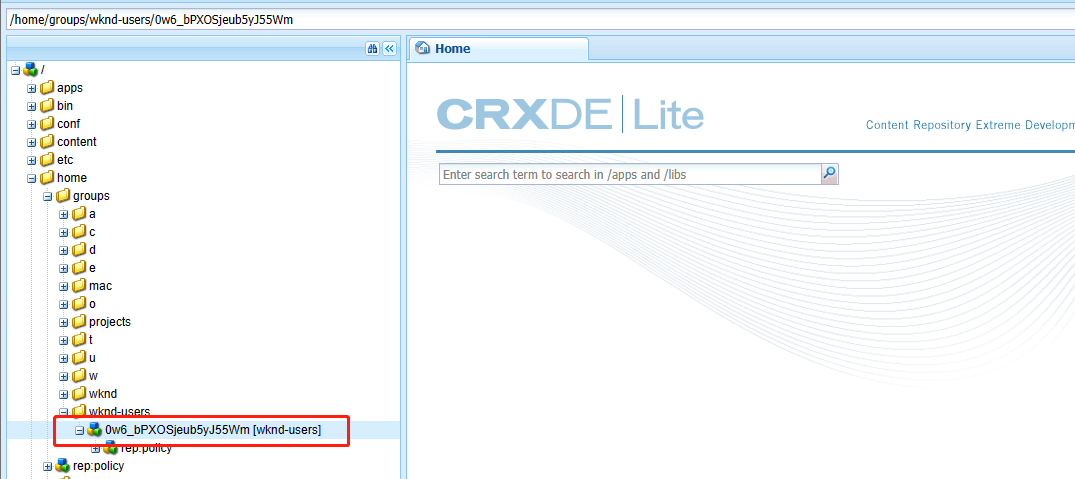 /home/groups/wknd-users/0w6_bPXOSjeub5yJ55Wm
Home
/
apps
bin
conf
content
etc
home
groups
a
c
d
e
mac
o
projects
t
u
w
wknd
wknd-users
0w6_bPXOSjeub5yJ55Wm [wknd-users]
rep:policy
rep:policy
CRXDE Lite
Content Repository Extreme Developm
Enter search term to search in /apps and /libs